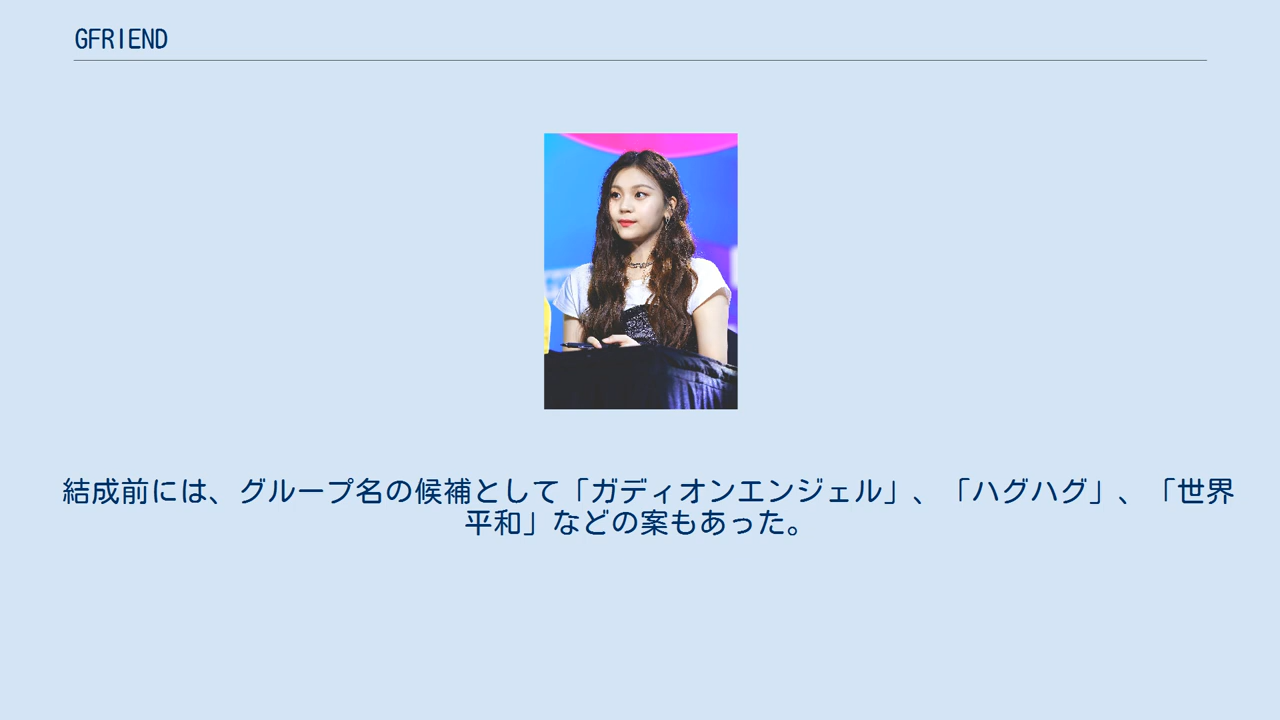 GFRIEND
結成前には、グループ名の候補として「ガディオンエンジェル」、「ハグハグ」、「世界
平和」などの案もあった。